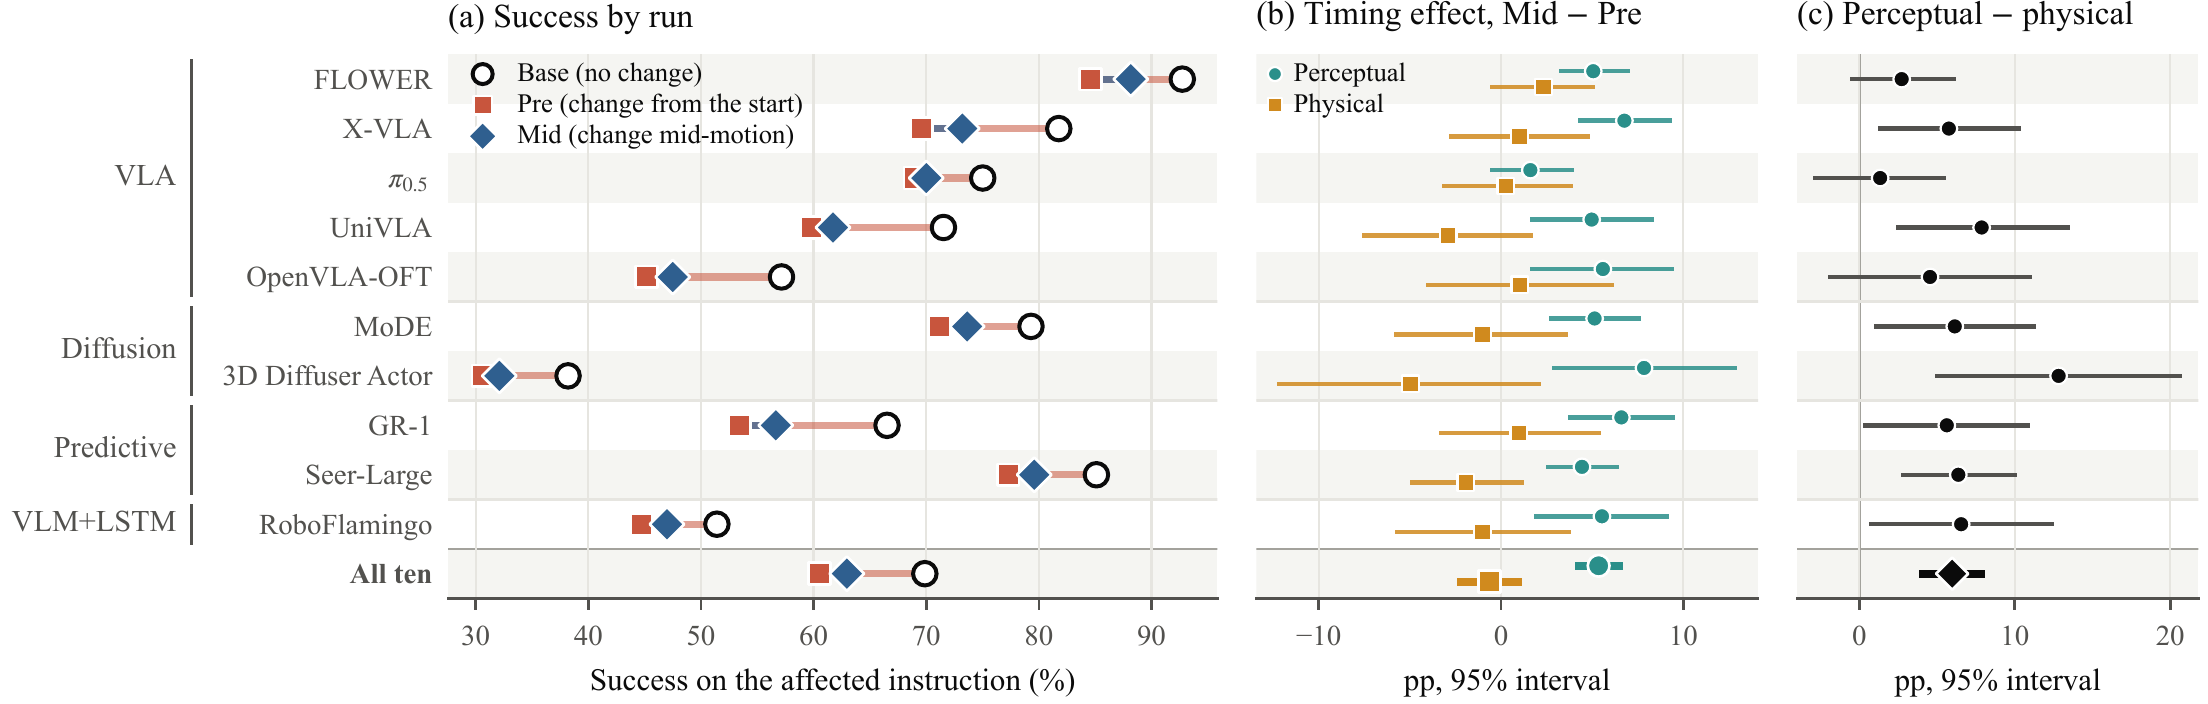 (a) Success by run
(b) Timing effect, Mid − Pre
(c) Perceptual − physical
Base (no change)
Pre (change from the start)
Mid (change mid-motion)
Perceptual
Physical
VLA
FLOWER
X-VLA
π0.5
UniVLA
OpenVLA-OFT
Diffusion
MoDE
3D Diffuser Actor
Predictive
GR-1
Seer-Large
VLM+LSTM
RoboFlamingo
All ten
30 40 50 60 70 80 90
Success on the affected instruction (%)
−10 0 10
pp, 95% interval
0 10 20
pp, 95% interval